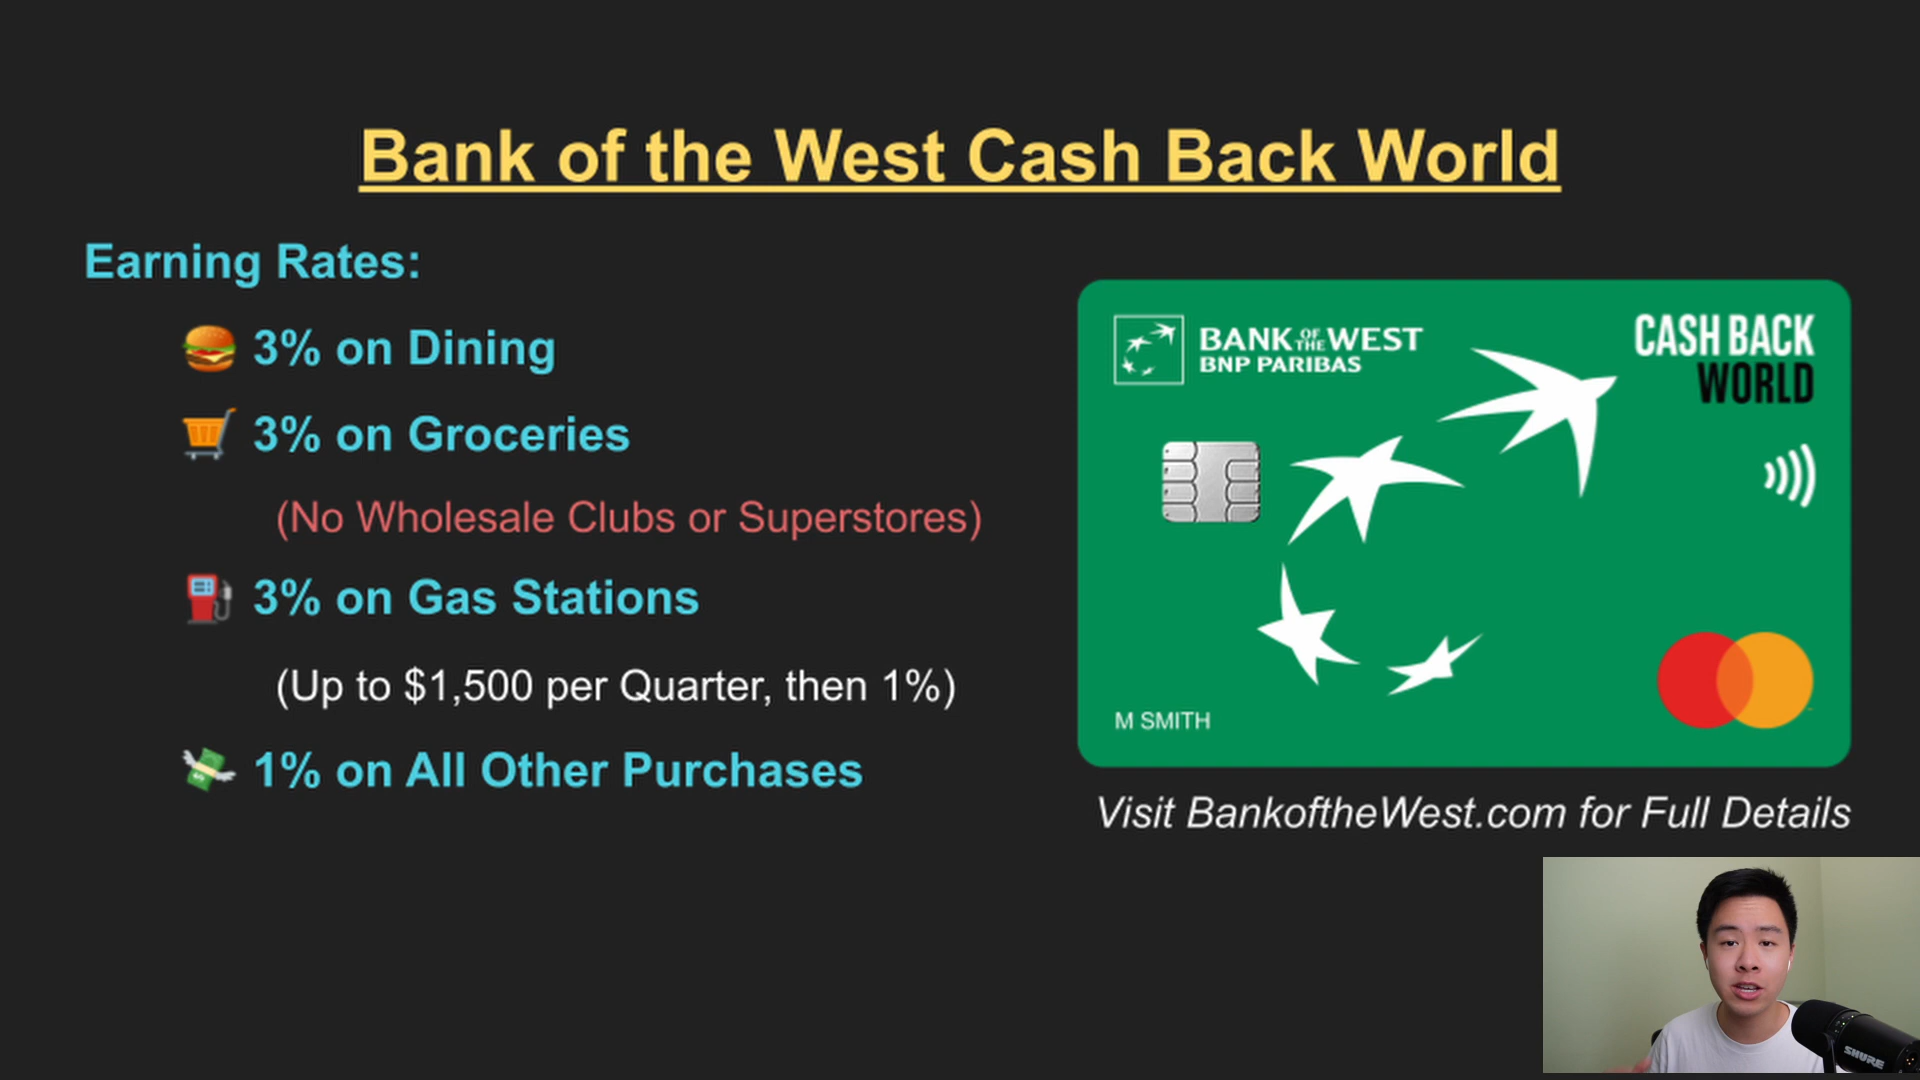 Bank of the West Cash Back World
Earning Rates:
3% on Dining
3% on Groceries
(No Wholesale Clubs or Superstores)
3% on Gas Stations
(Up to $1,500 per Quarter, then 1%)
1% on All Other Purchases
BANK OF THE WEST
BNP PARIBAS
CASH BACK
WORLD
M SMITH
Visit BankoftheWest.com for Full Details
SHURE